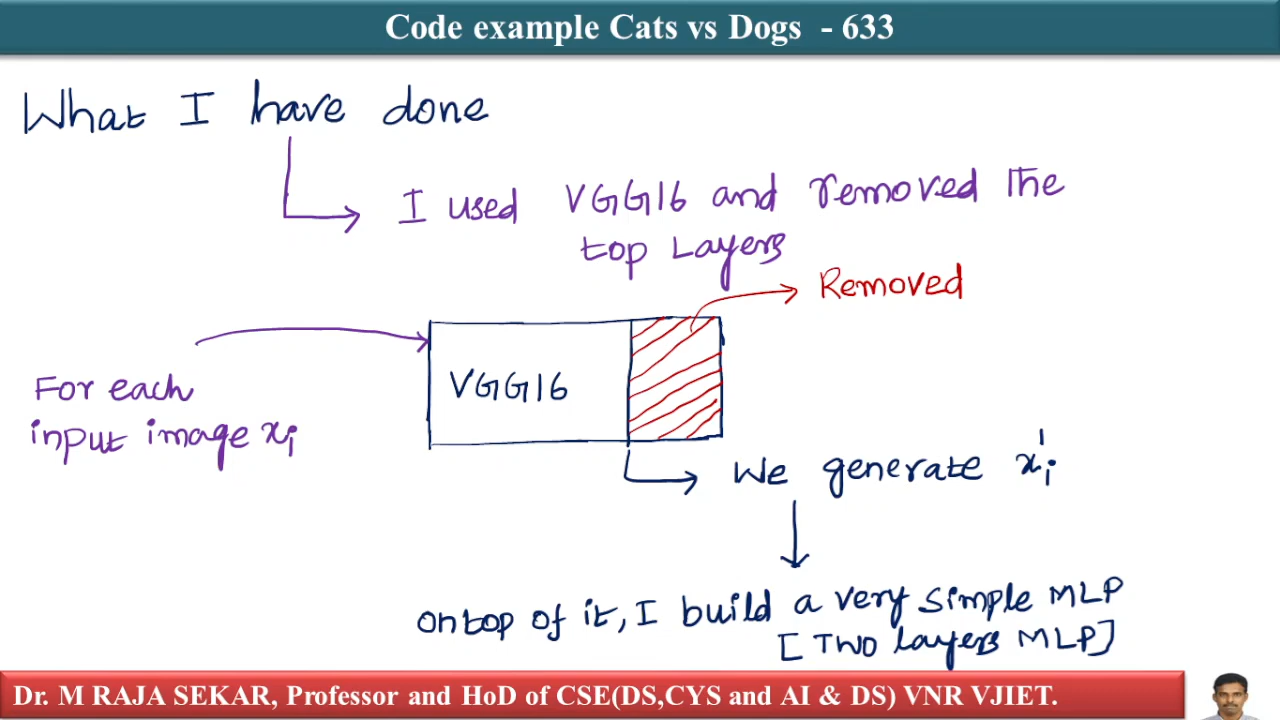 Code example Cats vs Dogs - 633
What I have done
I used VGG16 and removed the
top Layers
Removed
VGG16
For each
input image xi
We generate x'i
on top of it, I build a very simple MLP
[Two layers MLP]
Dr. M RAJA SEKAR, Professor and HoD of CSE(DS,CYS and AI & DS) VNR VJIET.